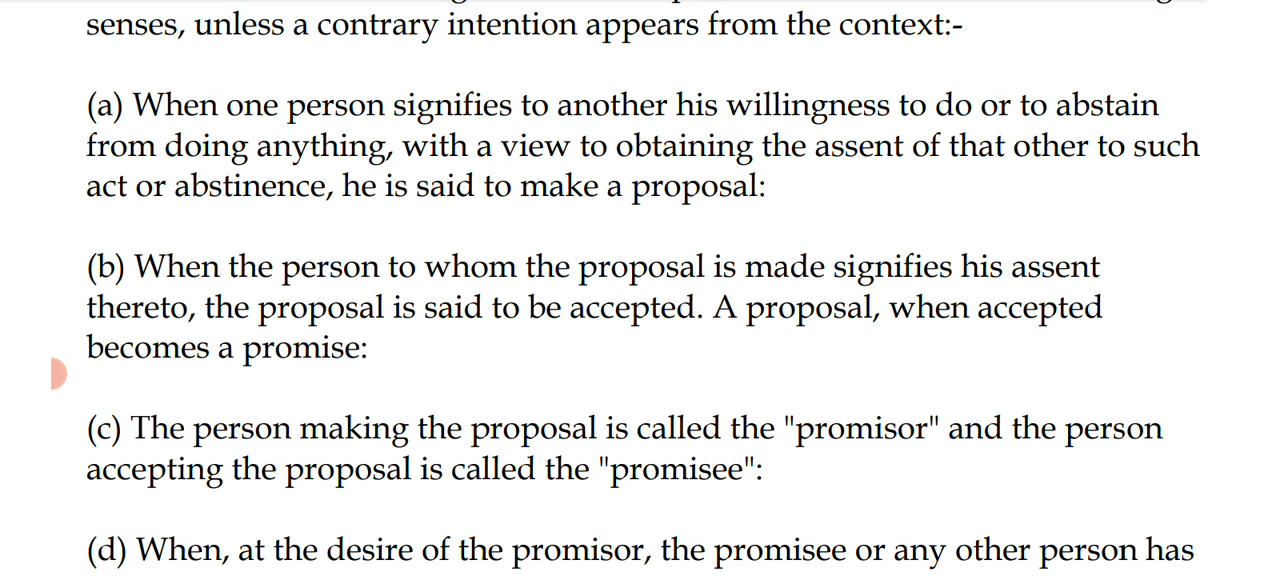 senses, unless a contrary intention appears from the context:-
(a) When one person signifies to another his willingness to do or to abstain
from doing anything, with a view to obtaining the assent of that other to such
act or abstinence, he is said to make a proposal:
(b) When the person to whom the proposal is made signifies his assent
thereto, the proposal is said to be accepted. A proposal, when accepted
becomes a promise:
(c) The person making the proposal is called the "promisor" and the person
accepting the proposal is called the "promisee":
(d) When, at the desire of the promisor, the promisee or any other person has